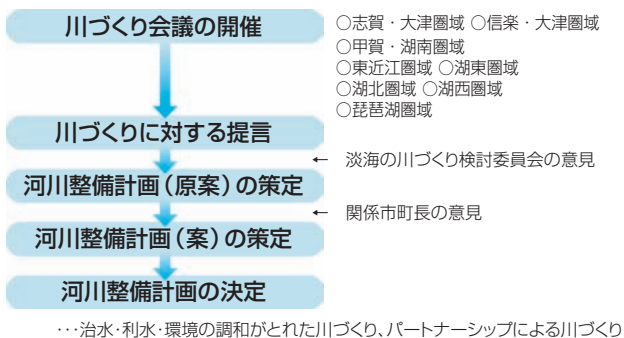 川づくり会議の開催
○志賀・大津圏域 ○信楽・大津圏域
○甲賀・湖南圏域
○東近江圏域 ○湖東圏域
○湖北圏域 ○湖西圏域
○琵琶湖圏域
川づくりに対する提言
← 淡海の川づくり検討委員会の意見
河川整備計画(原案)の策定
← 関係市町長の意見
河川整備計画(案)の策定
河川整備計画の決定
･･･治水･利水･環境の調和がとれた川づくり､パートナーシップによる川づくり